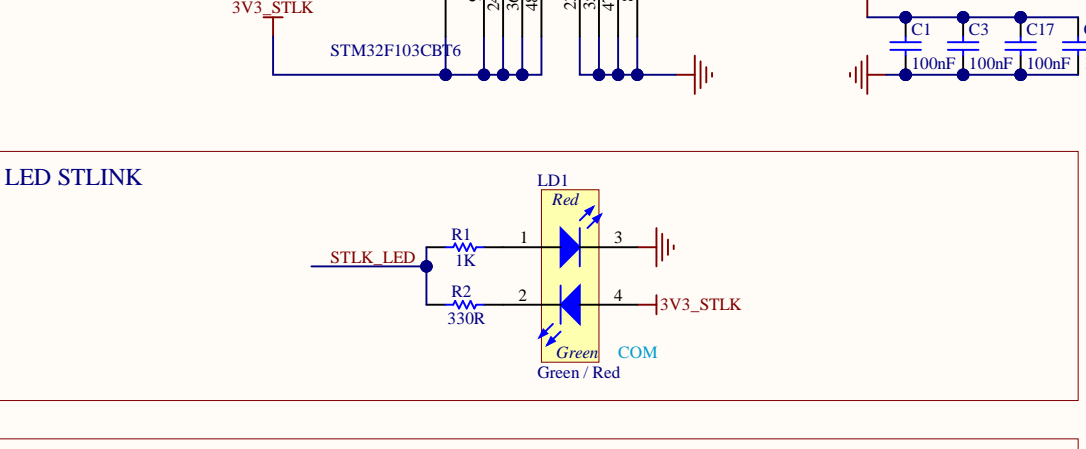 3V3_STLK
STM32F103CBT6
C1
C3
C17
100nF
100nF
100nF
LED STLINK
LD1
Red
R1
1
3
STLK_LED
1K
R2
2
4
3V3_STLK
330R
Green
COM
Green / Red